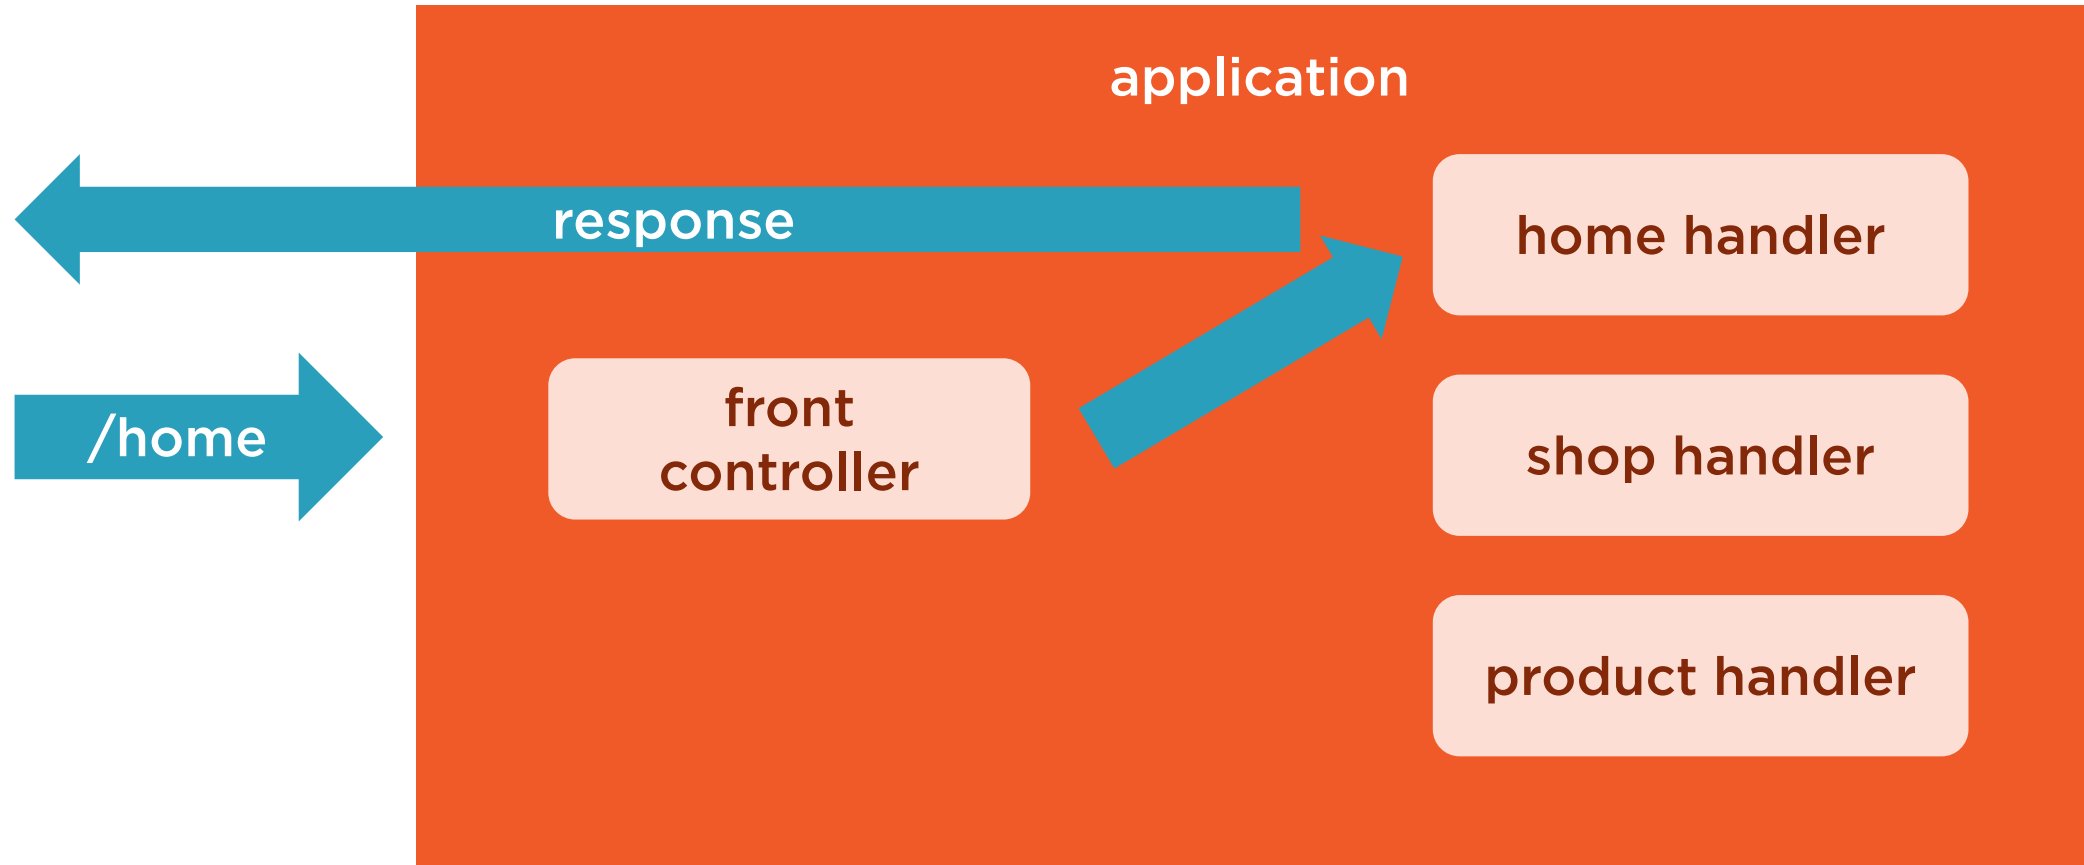 application
response
home handler
/home
front
controller
shop handler
product handler